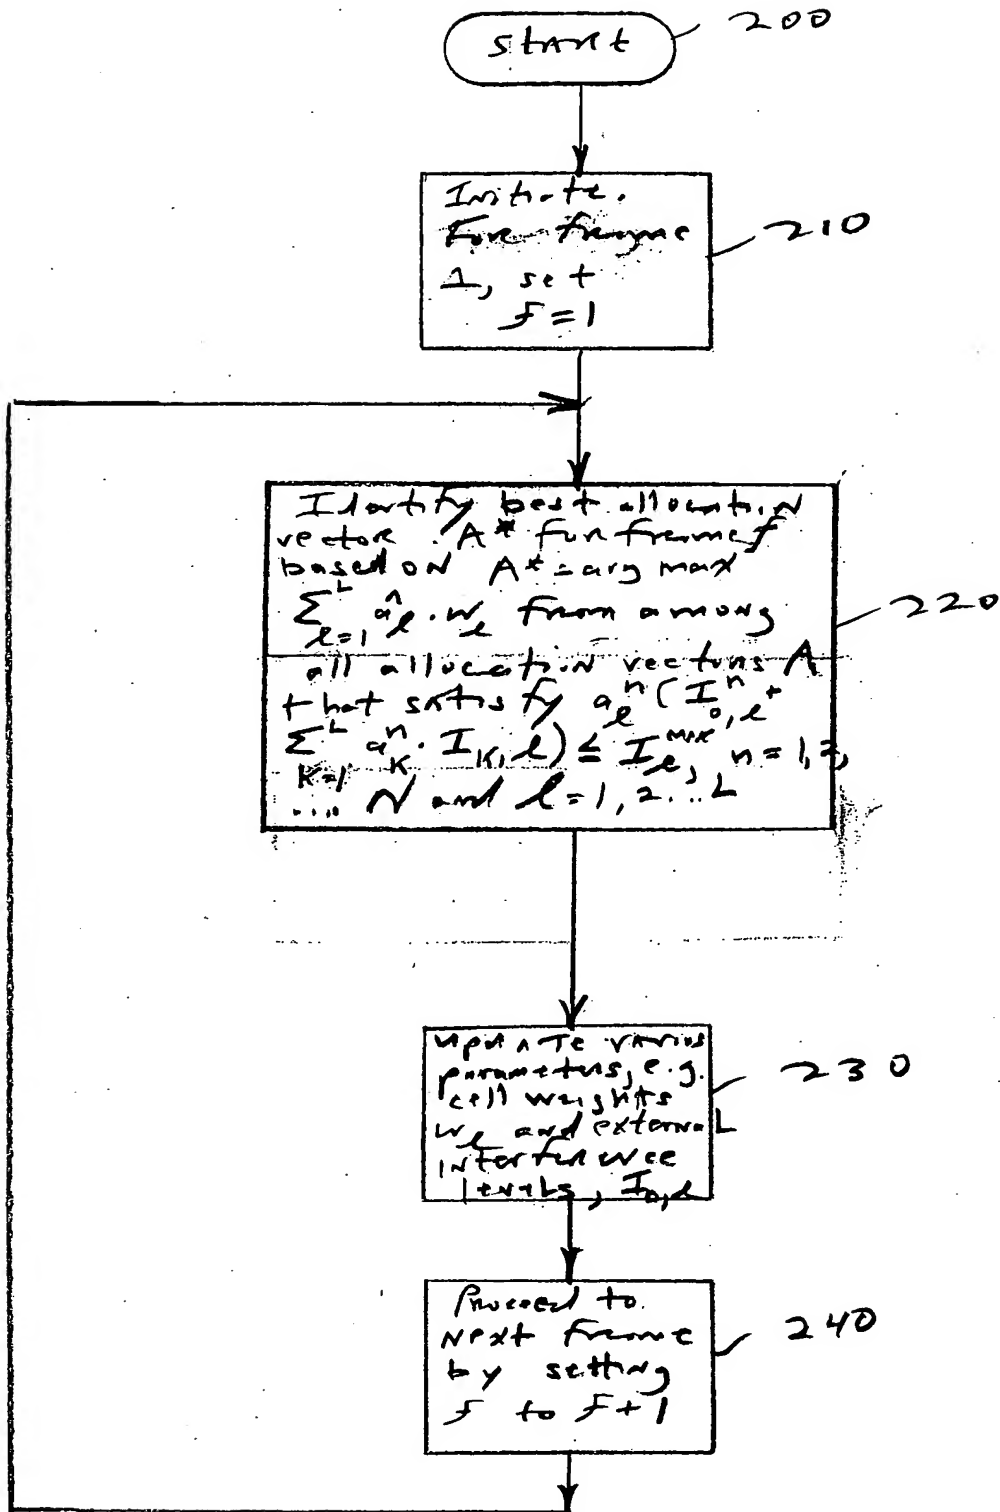 Start
200
Initiate.
For frame
1, set
f = 1
210
Identify best allocation
vector A* for frame f
based on A* = arg max
∑_{l=1}^{L} a_l^n · w_l from among
all allocation vectors A
that satisfy a_l^n (I_{0,l}^n +
∑_{K=1}^{L} a_K^n · I_{K,l}) ≤ I_l^{max}, n = 1, 2,
.... N and l = 1, 2 ... L
220
Update various
parameters, e.g.
cell weights
w_l and external
interference
levels, I_{0,l}
230
Proceed to
Next frame
by setting
f to f + 1
240